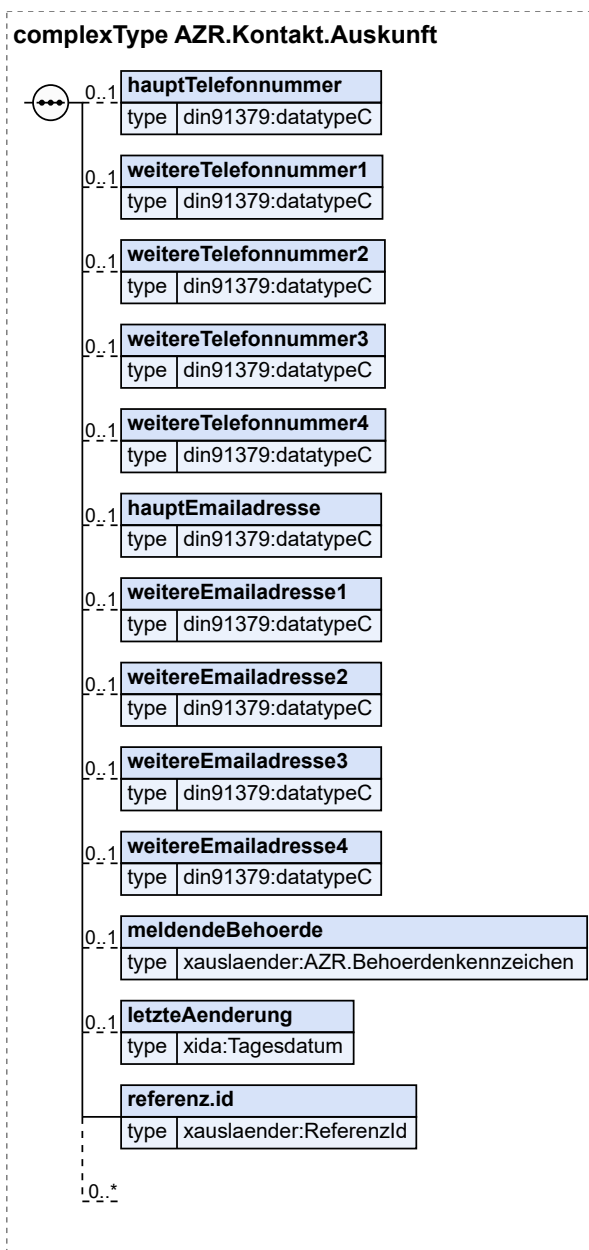 complexType AZR.Kontakt.Auskunft
0..1 hauptTelefonnummer
type din91379:datatypeC
0..1 weitereTelefonnummer1
type din91379:datatypeC
0..1 weitereTelefonnummer2
type din91379:datatypeC
0..1 weitereTelefonnummer3
type din91379:datatypeC
0..1 weitereTelefonnummer4
type din91379:datatypeC
0..1 hauptEmailadresse
type din91379:datatypeC
0..1 weitereEmailadresse1
type din91379:datatypeC
0..1 weitereEmailadresse2
type din91379:datatypeC
0..1 weitereEmailadresse3
type din91379:datatypeC
0..1 weitereEmailadresse4
type din91379:datatypeC
0..1 meldendeBehoerde
type xauslaender:AZR.Behoerdenkennzeichen
0..1 letzteAenderung
type xida:Tagesdatum
referenz.id
type xauslaender:ReferenzId
0..*